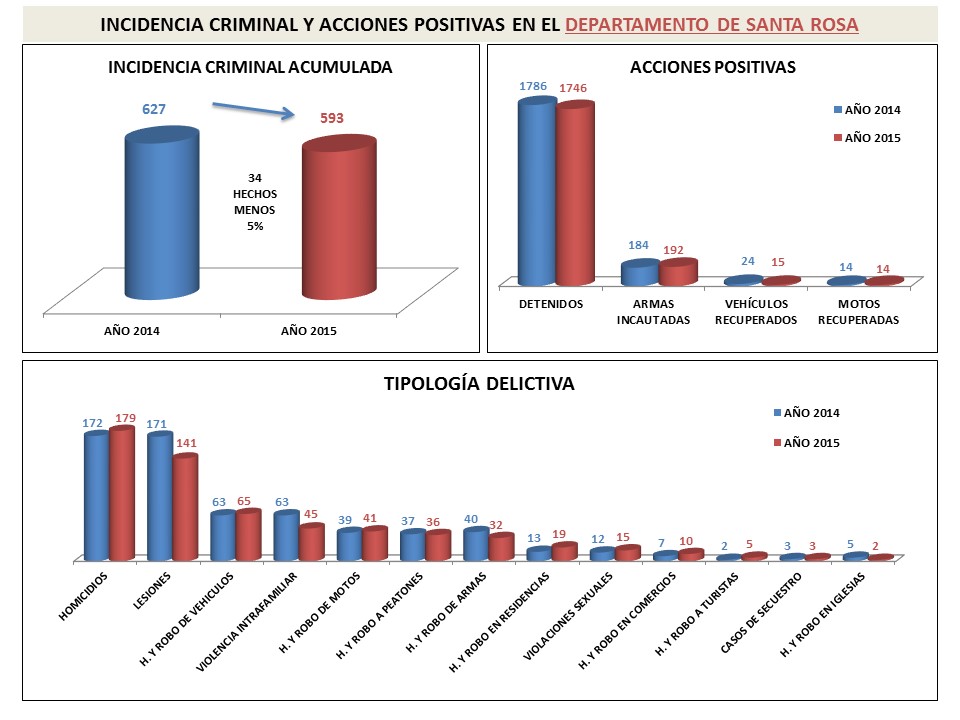 INCIDENCIA CRIMINAL Y ACCIONES POSITIVAS EN EL DEPARTAMENTO DE SANTA ROSA
INCIDENCIA CRIMINAL ACUMULADA
627
593
34
HECHOS
MENOS
5%
AÑO 2014
AÑO 2015
ACCIONES POSITIVAS
1786
1746
AÑO 2014
AÑO 2015
184
192
24
15
14
14
DETENIDOS
ARMAS
INCAUTADAS
VEHÍCULOS
RECUPERADOS
MOTOS
RECUPERADAS
TIPOLOGÍA DELICTIVA
AÑO 2014
AÑO 2015
172
179
171
141
63
65
63
45
39
41
37
36
40
32
13
19
12
15
7
10
2
5
3
3
5
2
HOMICIDIOS
LESIONES
H. Y ROBO DE VEHICULOS
VIOLENCIA INTRAFAMILIAR
H. Y ROBO DE MOTOS
H. Y ROBO A PEATONES
H. Y ROBO DE ARMAS
H. Y ROBO EN RESIDENCIAS
VIOLACIONES SEXUALES
H. Y ROBO EN COMERCIOS
H. Y ROBO A TURISTAS
CASOS DE SECUESTRO
H. Y ROBO EN IGLESIAS